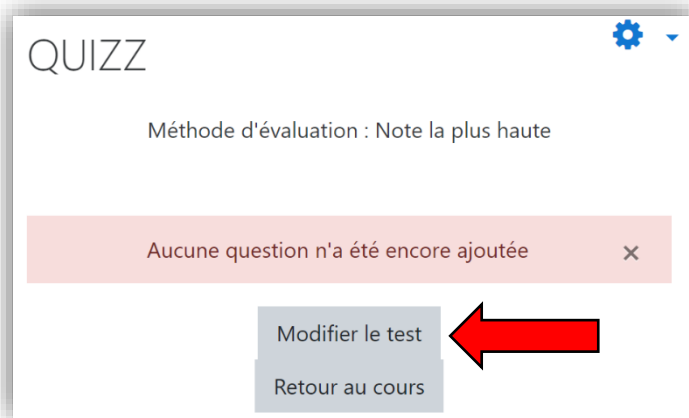 QUIZZ
Méthode d'évaluation : Note la plus haute
Aucune question n'a été encore ajoutée ×
Modifier le test
Retour au cours